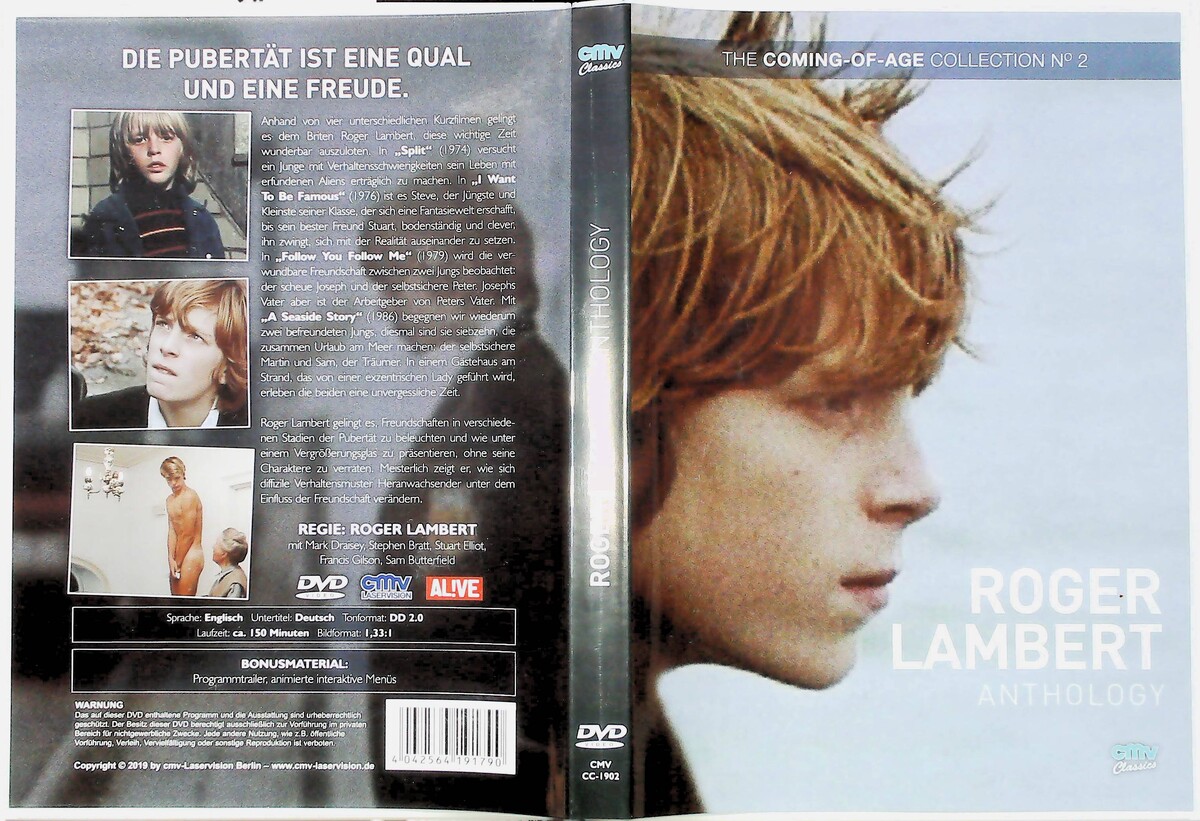 DIE PUBERTÄT IST EINE QUAL
UND EINE FREUDE.
Anhand von vier unterschiedlichen Kurzfilmen gelingt
es dem Briten Roger Lambert, diese wichtige Zeit
wunderbar auszuloten. In „Split“ (1974) versucht
ein Junge mit Verhaltensschwierigkeiten sein Leben mit
erfundenen Aliens erträglich zu machen. In „I Want
To Be Famous“ (1976) ist es Steve, der Jüngste und
Kleinste seiner Klasse, der sich eine Fantasiewelt erschafft,
bis sein bester Freund Stuart, bodenständig und clever,
ihn zwingt, sich mit der Realität auseinander zu setzen.
In „Follow You Follow Me“ (1979) wird die ver-
wundbare Freundschaft zwischen zwei Jungs beobachtet:
der scheue Joseph und der selbstsichere Peter. Josephs
Vater aber ist der Arbeitgeber von Peters Vater. Mit
„A Seaside Story“ (1986) begegnen wir wiederum
zwei befreundeten Jungs, diesmal sind sie siebzehn, die
zusammen Urlaub am Meer machen: der selbstsichere
Martin und Sam, der Träumer. In einem Gästehaus am
Strand, das von einer exzentrischen Lady geführt wird,
erleben die beiden eine unvergessliche Zeit.
Roger Lambert gelingt es, Freundschaften in verschiede-
nen Stadien der Pubertät zu beleuchten und wie unter
einem Vergrößerungsglas zu präsentieren, ohne seine
Charaktere zu verraten. Meisterlich zeigt er, wie sich
diffizile Verhaltensmuster Heranwachsender unter dem
Einfluss der Freundschaft verändern.
REGIE: ROGER LAMBERT
mit Mark Draisey, Stephen Bratt, Stuart Elliot,
Francis Gilson, Sam Butterfield
DVD VIDEO cmv LASERVISION AL!VE
Sprache: Englisch Untertitel: Deutsch Tonformat: DD 2.0
Laufzeit: ca. 150 Minuten Bildformat: 1,33:1
BONUSMATERIAL:
Programmtrailer, animierte interaktive Menüs
WARNUNG
Das auf dieser DVD enthaltene Programm und die Ausstattung sind urheberrechtlich
geschützt. Der Besitz dieser DVD berechtigt ausschließlich zur Vorführung im privaten
Bereich für nichtgewerbliche Zwecke. Jede andere Nutzung, wie z.B. öffentliche
Vorführung, Verleih, Vervielfältigung oder sonstige Reproduktion ist verboten.
Copyright © 2019 by cmv-Laservision Berlin – www.cmv-laservision.de
4 042564 191790
cmv
Classics
ANTHOLOGY
DVD
VIDEO
CMV
CC-1902
THE COMING-OF-AGE COLLECTION Nº 2
ROGER
LAMBERT
ANTHOLOGY
cmv
Classics